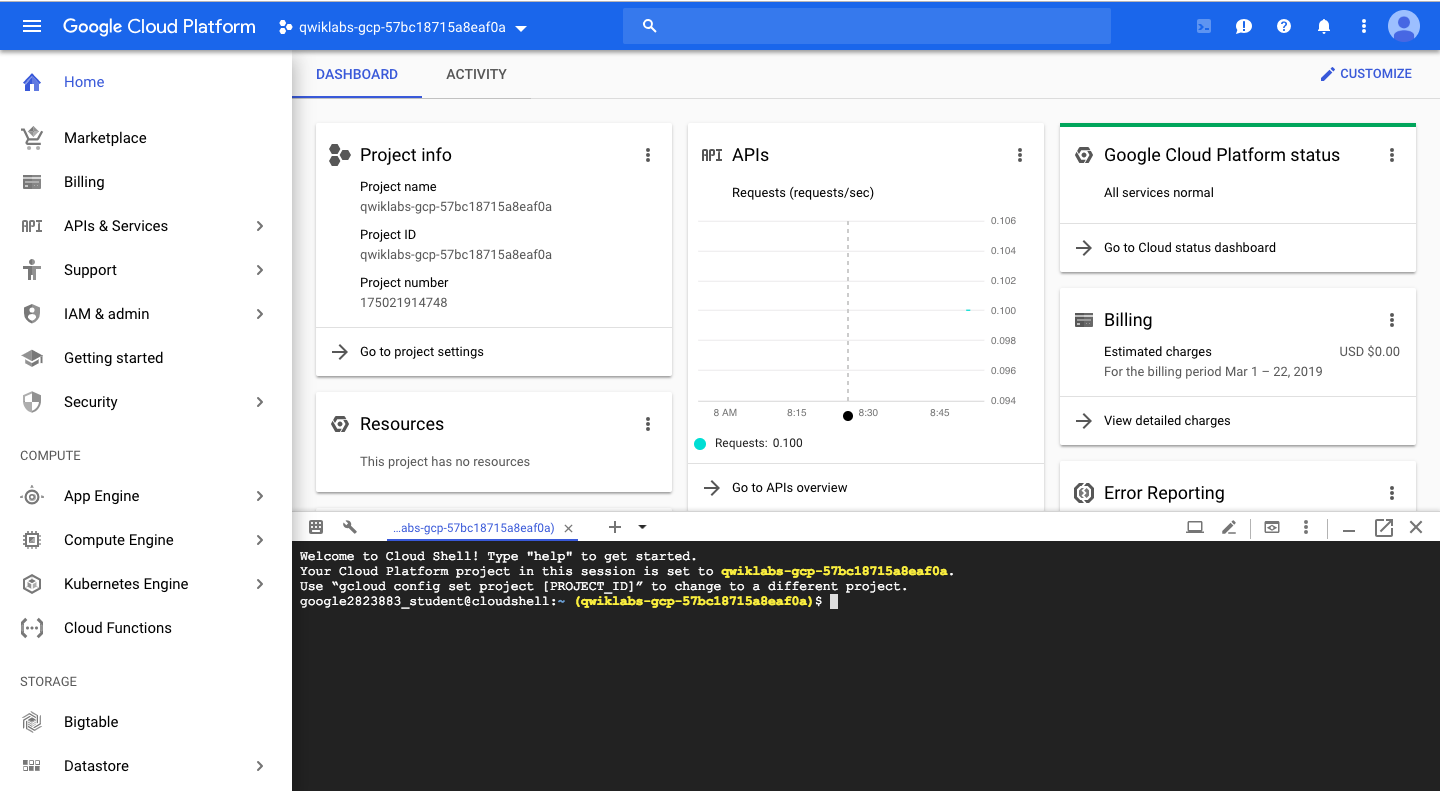 Google Cloud Platform
qwiklabs-gcp-57bc18715a8eaf0a
Home
Marketplace
Billing
API APIs & Services
Support
IAM & admin
Getting started
Security
COMPUTE
App Engine
Compute Engine
Kubernetes Engine
Cloud Functions
STORAGE
Bigtable
Datastore
DASHBOARD
ACTIVITY
CUSTOMIZE
Project info
Project name
qwiklabs-gcp-57bc18715a8eaf0a
Project ID
qwiklabs-gcp-57bc18715a8eaf0a
Project number
175021914748
Go to project settings
Resources
This project has no resources
API APIs
Requests (requests/sec)
0.106
0.104
0.102
0.100
0.098
0.096
0.094
8 AM 8:15 8:30 8:45
Requests: 0.100
Go to APIs overview
Google Cloud Platform status
All services normal
Go to Cloud status dashboard
Billing
Estimated charges USD $0.00
For the billing period Mar 1 – 22, 2019
View detailed charges
Error Reporting
...abs-gcp-57bc18715a8eaf0a)
Welcome to Cloud Shell! Type "help" to get started.
Your Cloud Platform project in this session is set to qwiklabs-gcp-57bc18715a8eaf0a.
Use “gcloud config set project [PROJECT_ID]” to change to a different project.
google2823883_student@cloudshell:~ (qwiklabs-gcp-57bc18715a8eaf0a)$